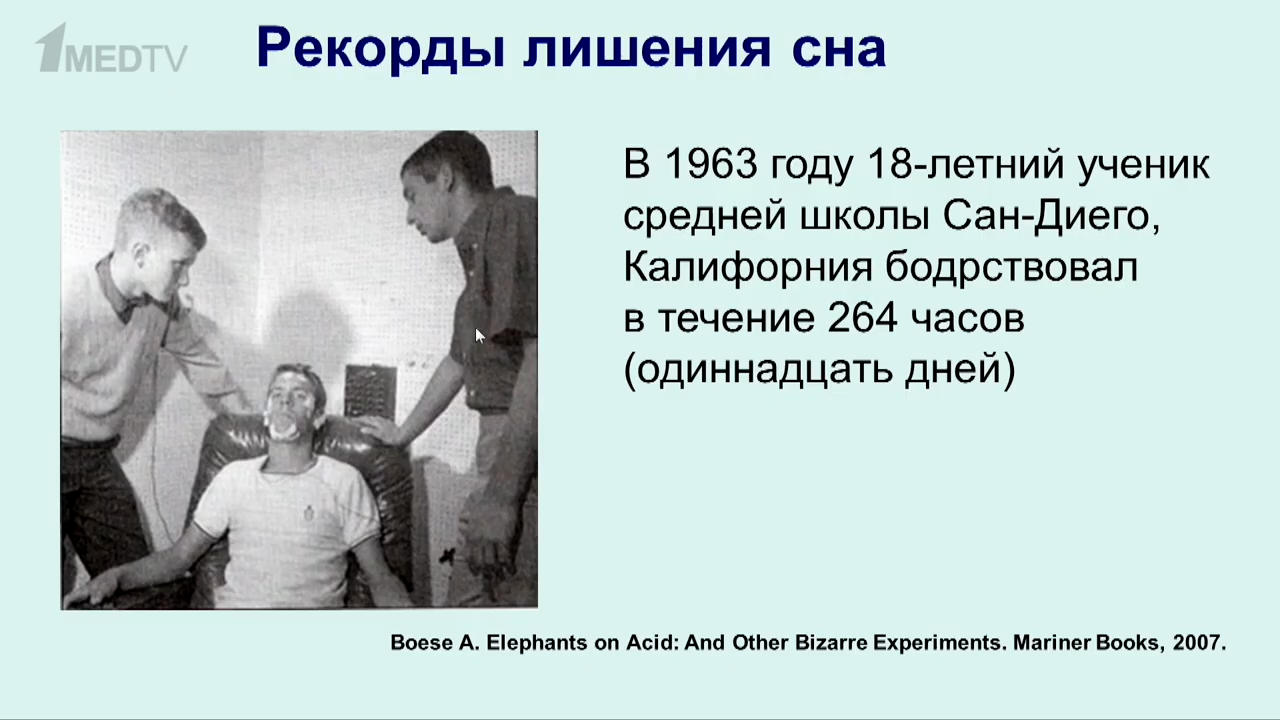 1MEDTV
Рекорды лишения сна
В 1963 году 18-летний ученик
средней школы Сан-Диего,
Калифорния бодрствовал
в течение 264 часов
(одиннадцать дней)
Boese A. Elephants on Acid: And Other Bizarre Experiments. Mariner Books, 2007.